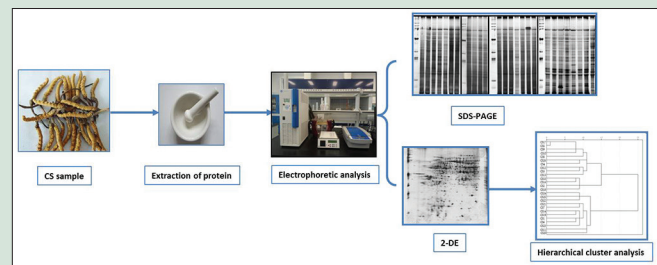 SDS-PAGE
CS sample
Extraction of protein
Electrophoretic analysis
2-DE
Hierarchical cluster analysis